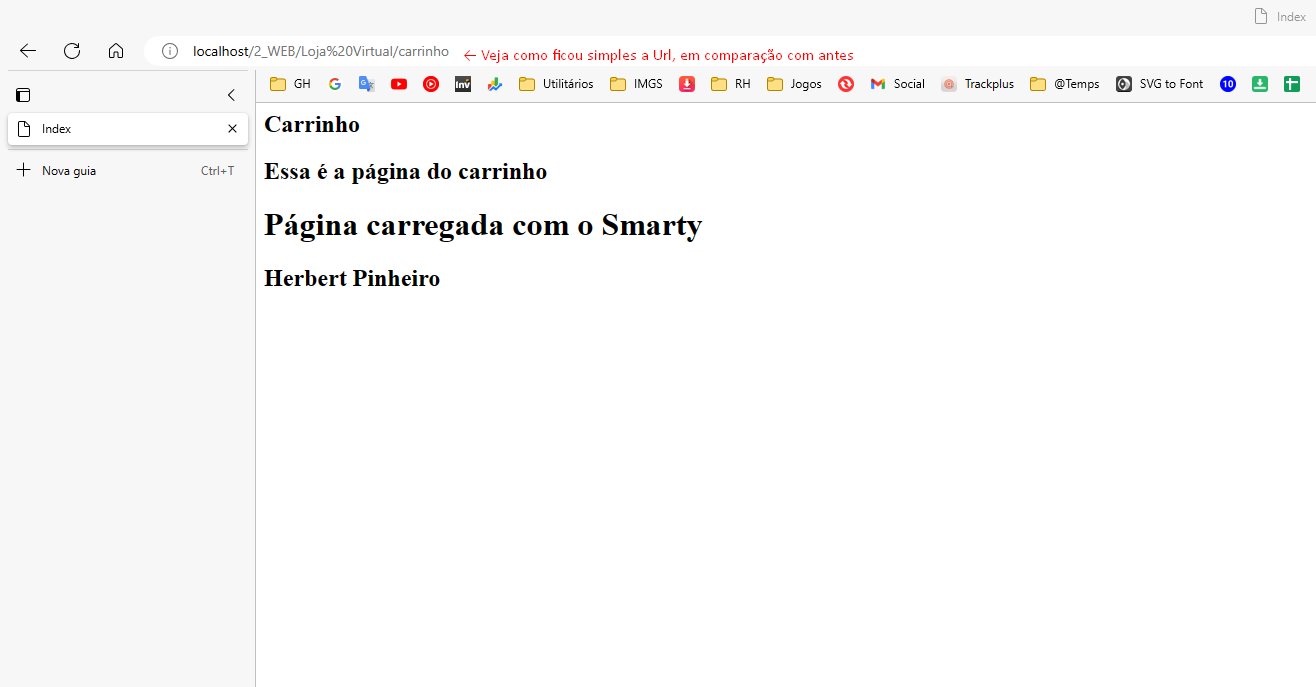 Index
localhost/2_WEB/Loja%20Virtual/carrinho
← Veja como ficou simples a Url, em comparação com antes
GH Inv Utilitários IMGS RH Jogos Social Trackplus @Temps SVG to Font 10
Index
Nova guia Ctrl+T
Carrinho
Essa é a página do carrinho
Página carregada com o Smarty
Herbert Pinheiro